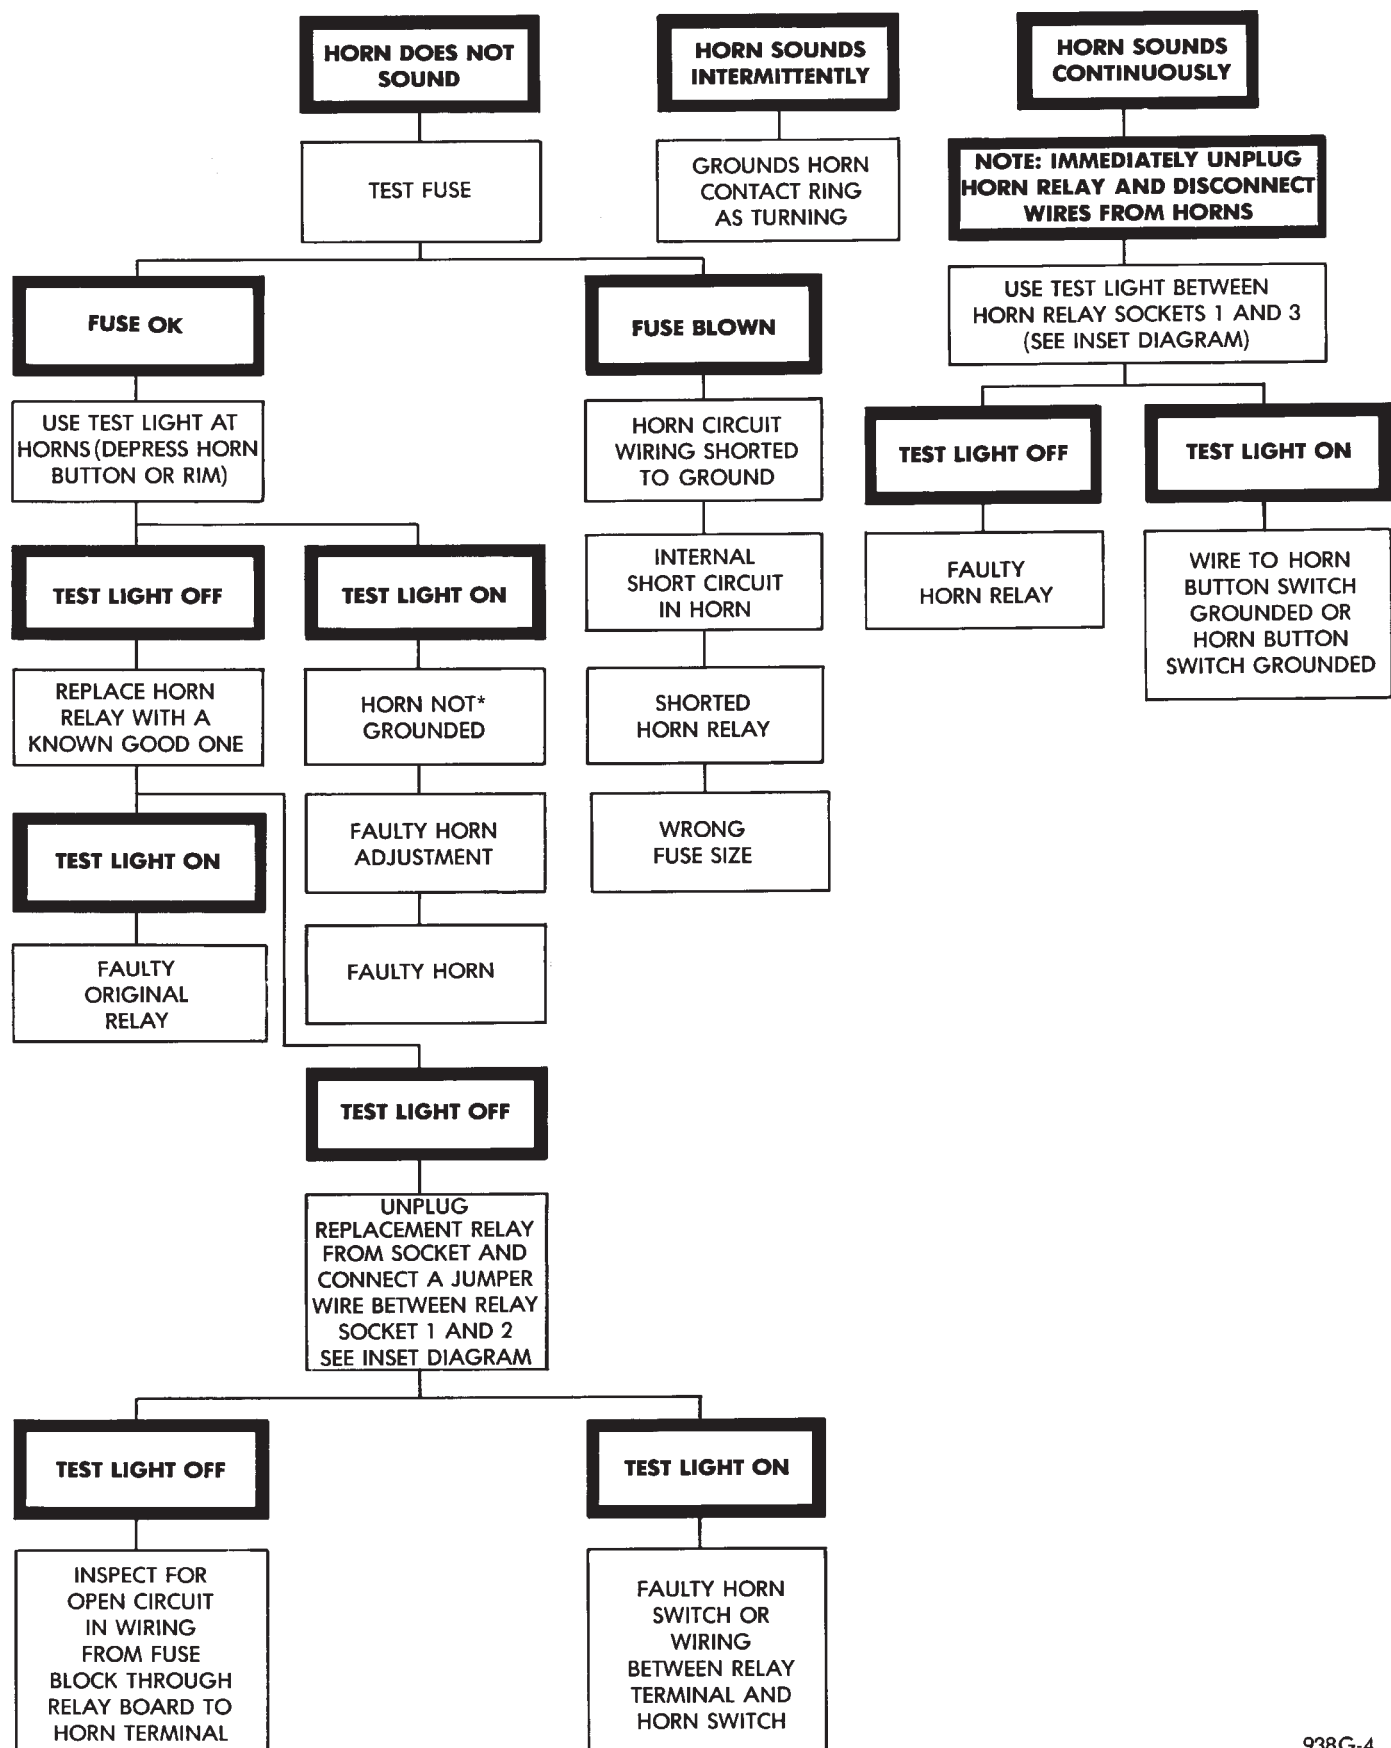 HORN DOES NOT
SOUND
TEST FUSE
FUSE OK
USE TEST LIGHT AT
HORNS (DEPRESS HORN
BUTTON OR RIM)
TEST LIGHT OFF
REPLACE HORN
RELAY WITH A
KNOWN GOOD ONE
TEST LIGHT ON
FAULTY
ORIGINAL
RELAY
TEST LIGHT ON
HORN NOT*
GROUNDED
FAULTY HORN
ADJUSTMENT
FAULTY HORN
TEST LIGHT OFF
UNPLUG
REPLACEMENT RELAY
FROM SOCKET AND
CONNECT A JUMPER
WIRE BETWEEN RELAY
SOCKET 1 AND 2
SEE INSET DIAGRAM
TEST LIGHT OFF
INSPECT FOR
OPEN CIRCUIT
IN WIRING
FROM FUSE
BLOCK THROUGH
RELAY BOARD TO
HORN TERMINAL
TEST LIGHT ON
FAULTY HORN
SWITCH OR
WIRING
BETWEEN RELAY
TERMINAL AND
HORN SWITCH
FUSE BLOWN
HORN CIRCUIT
WIRING SHORTED
TO GROUND
INTERNAL
SHORT CIRCUIT
IN HORN
SHORTED
HORN RELAY
WRONG
FUSE SIZE
HORN SOUNDS
INTERMITTENTLY
GROUNDS HORN
CONTACT RING
AS TURNING
HORN SOUNDS
CONTINUOUSLY
NOTE: IMMEDIATELY UNPLUG
HORN RELAY AND DISCONNECT
WIRES FROM HORNS
USE TEST LIGHT BETWEEN
HORN RELAY SOCKETS 1 AND 3
(SEE INSET DIAGRAM)
TEST LIGHT OFF
FAULTY
HORN RELAY
TEST LIGHT ON
WIRE TO HORN
BUTTON SWITCH
GROUNDED OR
HORN BUTTON
SWITCH GROUNDED
938G-4